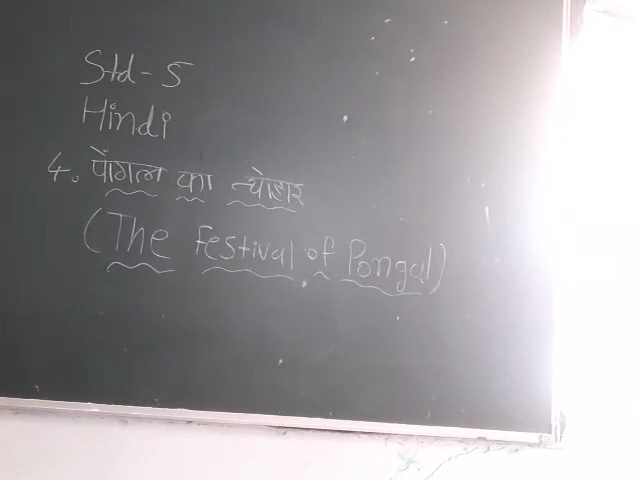 Std - 5
Hindi
4. पोंगल का त्योहार
(The Festival of Pongal)